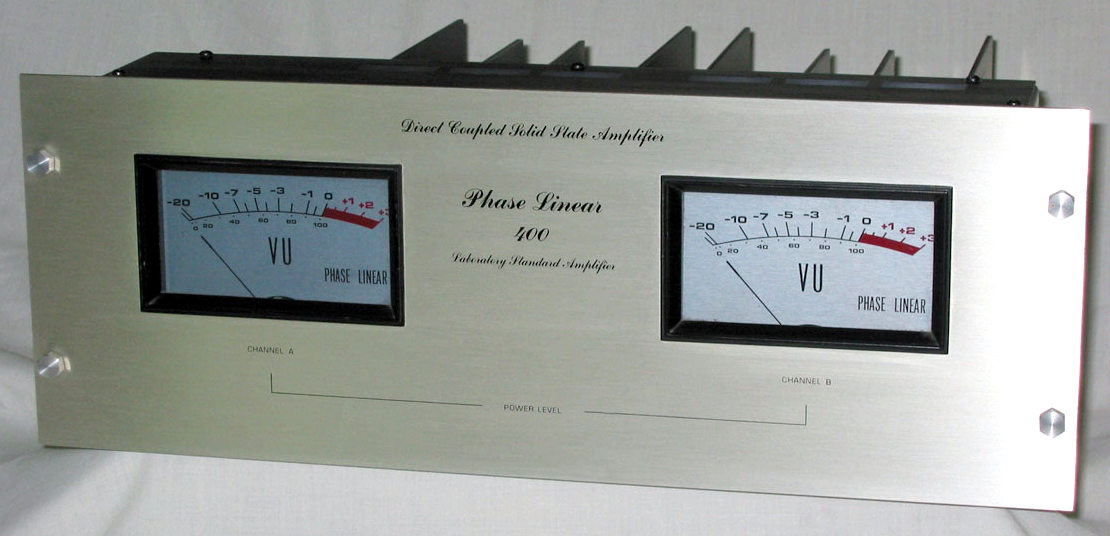 Direct Coupled Solid State Amplifier
Phase Linear
400
Laboratory Standard Amplifier
-20 -10 -7 -5 -3 -1 0 +1 +2 +3
0 20 40 60 80 100
VU
PHASE LINEAR
-20 -10 -7 -5 -3 -1 0 +1 +2 +3
0 20 40 60 80 100
VU
PHASE LINEAR
CHANNEL A
CHANNEL B
POWER LEVEL